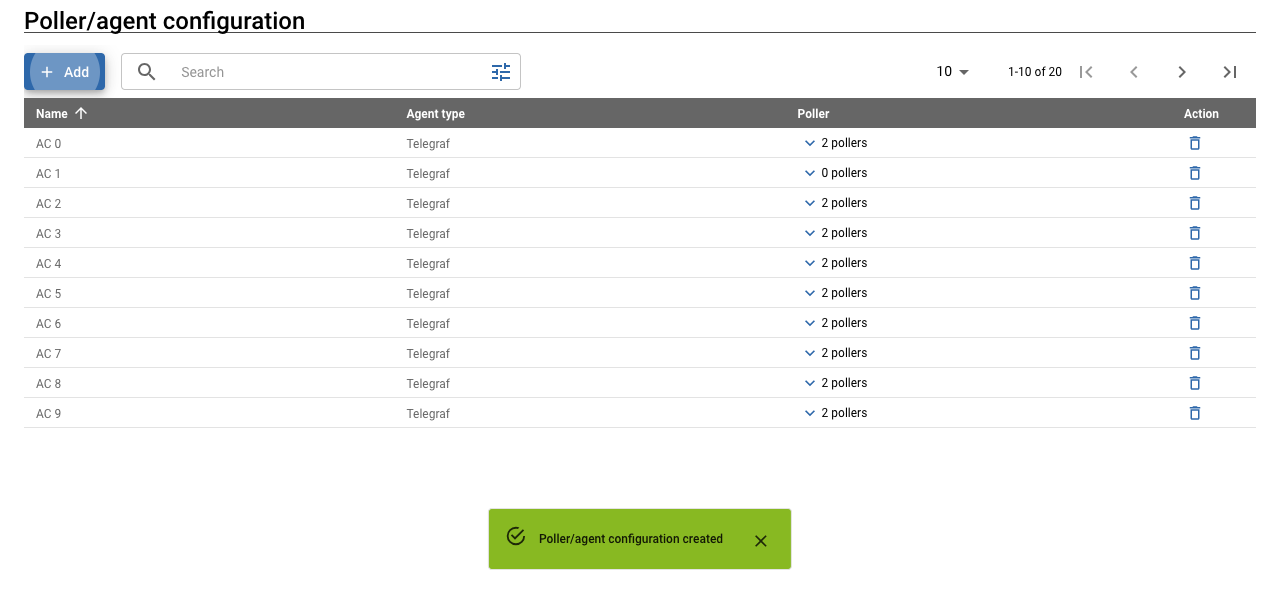 Poller/agent configuration
Add
Search
10
1-10 of 20
Name Agent type Poller Action
AC 0 Telegraf 2 pollers
AC 1 Telegraf 0 pollers
AC 2 Telegraf 2 pollers
AC 3 Telegraf 2 pollers
AC 4 Telegraf 2 pollers
AC 5 Telegraf 2 pollers
AC 6 Telegraf 2 pollers
AC 7 Telegraf 2 pollers
AC 8 Telegraf 2 pollers
AC 9 Telegraf 2 pollers
Poller/agent configuration created